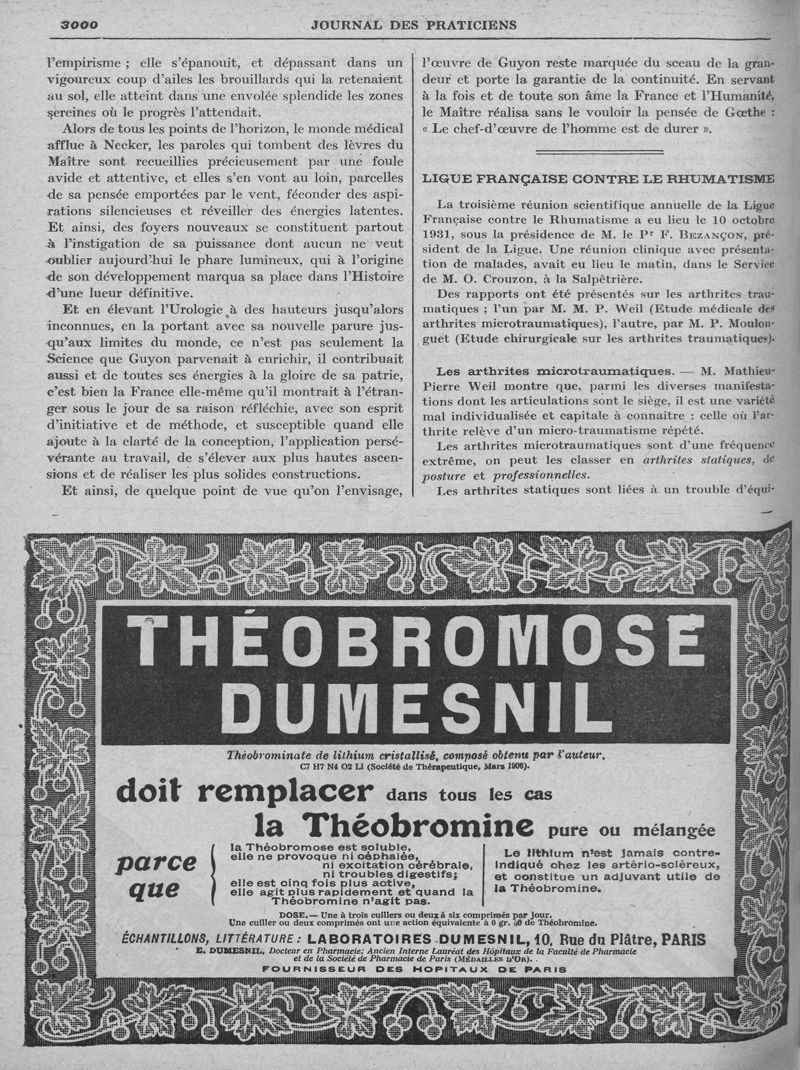 3000
JOURNAL DES PRATICIENS
l'empirisme ; elle s'épanouit, et dépassant dans un
vigoureux coup d'ailes les brouillards qui la retenaient
au sol, elle atteint dans une envolée splendide les zones
sereines où le progrès l'attendait.
Alors de tous les points de l'horizon, le monde médical
afflue à Necker, les paroles qui tombent des lèvres du
Maître sont recueillies précieusement par une foule
avide et attentive, et elles s'en vont au loin, parcelles
de sa pensée emportées par le vent, féconder des aspi-
rations silencieuses et réveiller des énergies latentes.
Et ainsi, des foyers nouveaux se constituent partout
à l'instigation de sa puissance dont aucun ne veut
oublier aujourd'hui le phare lumineux, qui à l'origine
de son développement marqua sa place dans l'Histoire
d'une lueur définitive.
Et en élevant l'Urologie à des hauteurs jusqu'alors
inconnues, en la portant avec sa nouvelle parure jus-
qu'aux limites du monde, ce n'est pas seulement la
Science que Guyon parvenait à enrichir, il contribuait
aussi et de toutes ses énergies à la gloire de sa patrie,
c'est bien la France elle-même qu'il montrait à l'étran-
ger sous le jour de sa raison réfléchie, avec son esprit
d'initiative et de méthode, et susceptible quand elle
ajoute à la clarté de la conception, l'application persé-
vérante au travail, de s'élever aux plus hautes ascen-
sions et de réaliser les plus solides constructions.
Et ainsi, de quelque point de vue qu'on l'envisage,
l'œuvre de Guyon reste marquée du sceau de la gran-
deur et porte la garantie de la continuité. En servant
à la fois et de toute son âme la France et l'Humanité,
le Maître réalisa sans le vouloir la pensée de Gœthe :
« Le chef-d'œuvre de l'homme est de durer ».
LIGUE FRANÇAISE CONTRE LE RHUMATISME
La troisième réunion scientifique annuelle de la Ligue
Française contre le Rhumatisme a eu lieu le 10 octobre
1931, sous la présidence de M. le Pr F. BEZANÇON, pré-
sident de la Ligue. Une réunion clinique avec présenta-
tion de malades, avait eu lieu le matin, dans le Service
de M. O. Crouzon, à la Salpêtrière.
Des rapports ont été présentés sur les arthrites trau-
matiques ; l'un par M. M. P. Weil (Etude médicale des
arthrites microtraumatiques), l'autre, par M. P. Moulon-
guet (Etude chirurgicale sur les arthrites traumatiques).
Les arthrites microtraumatiques. — M. Mathieu-
Pierre Weil montre que, parmi les diverses manifesta-
tions dont les articulations sont le siège, il est une variété
mal individualisée et capitale à connaitre : celle où l'ar-
thrite relève d'un micro-traumatisme répété.
Les arthrites microtraumatiques sont d'une fréquence
extrême, on peut les classer en arthrites statiques, de
posture et professionnelles.
Les arthrites statiques sont liées à un trouble d'équi-
THÉOBROMOSE
DUMESNIL
Théobrominate de lithium cristallisé, composé obtenu par l'auteur.
C7 H7 N4 O2 Li (Société de Thérapeutique, Mars 1906).
doit remplacer dans tous les cas
la Théobromine pure ou mélangée
parce
que
la Théobromose est soluble,
elle ne provoque ni céphalée,
ni excitation cérébrale,
ni troubles digestifs;
elle est cinq fois plus active,
elle agit plus rapidement et quand la
Théobromine n'agit pas.
Le lithium n'est jamais contre-
indiqué chez les artério-scléreux,
et constitue un adjuvant utile de
la Théobromine.
DOSE. — Une à trois cuillers ou deux à six comprimés par jour.
Une cuiller ou deux comprimés ont une action équivalente à 0 gr. 50 de Théobromine.
ÉCHANTILLONS, LITTÉRATURE : LABORATOIRES DUMESNIL, 10, Rue du Plâtre, PARIS
E. DUMESNIL, Docteur en Pharmacie: Ancien Interne Lauréat des Hôpitaux de la Faculté de Pharmacie
et de la Société de Pharmacie de Paris (MÉDAILLES D'OR).
FOURNISSEUR DES HOPITAUX DE PARIS